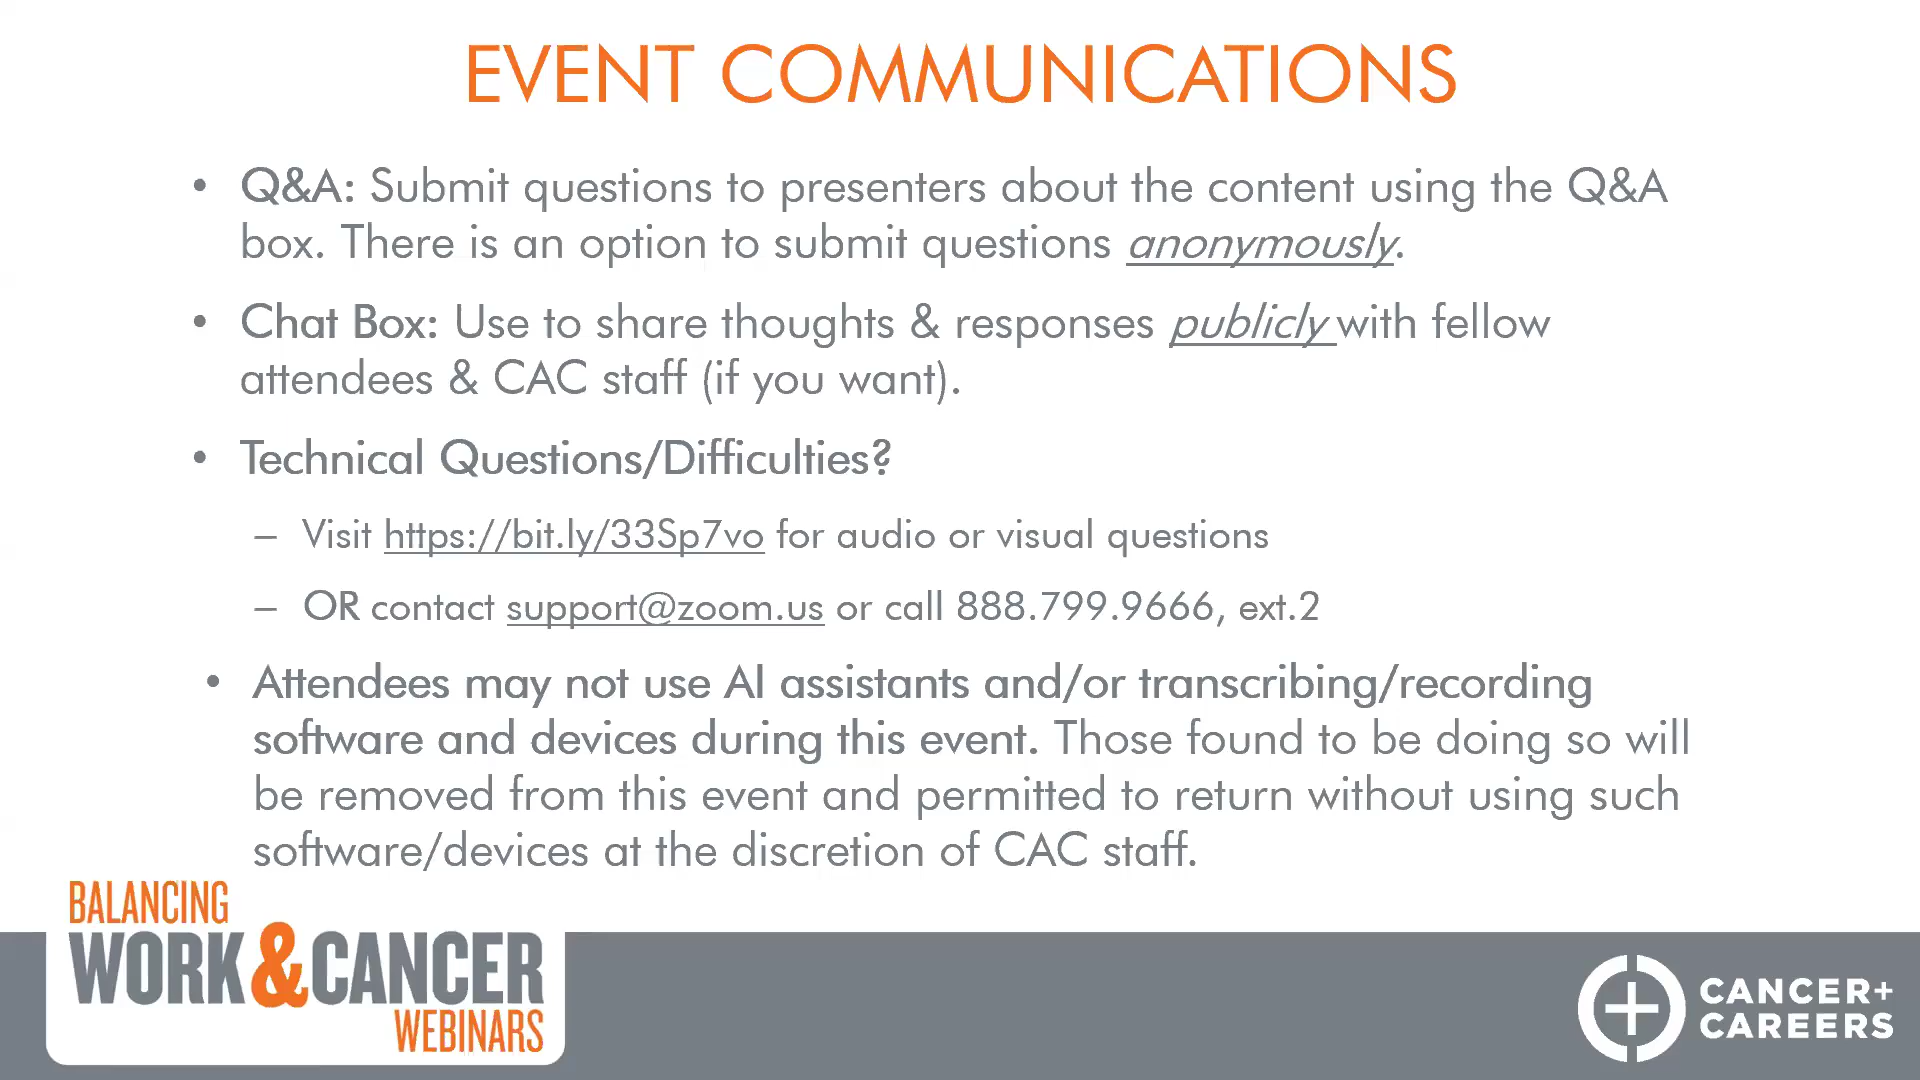 EVENT COMMUNICATIONS
• Q&A: Submit questions to presenters about the content using the Q&A
box. There is an option to submit questions anonymously.
• Chat Box: Use to share thoughts & responses publicly with fellow
attendees & CAC staff (if you want).
• Technical Questions/Difficulties?
– Visit https://bit.ly/33Sp7vo for audio or visual questions
– OR contact support@zoom.us or call 888.799.9666, ext.2
• Attendees may not use AI assistants and/or transcribing/recording
software and devices during this event. Those found to be doing so will
be removed from this event and permitted to return without using such
software/devices at the discretion of CAC staff.
BALANCING
WORK&CANCER
WEBINARS
CANCER+
CAREERS